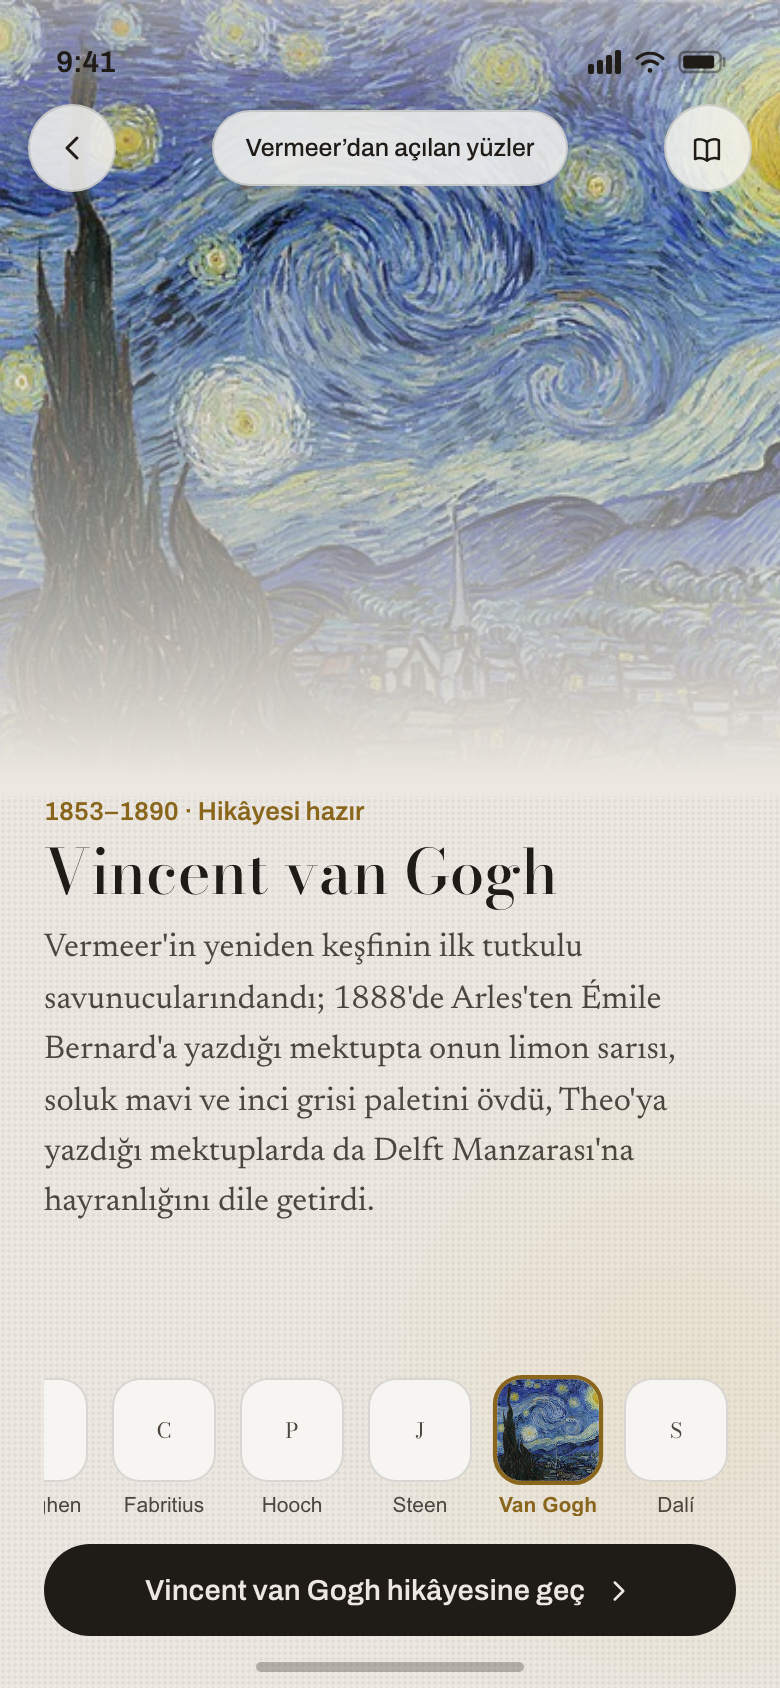 9:41
Vermeer’dan açılan yüzler
1853–1890 · Hikâyesi hazır
Vincent van Gogh
Vermeer'in yeniden keşfinin ilk tutkulu
savunucularındandı; 1888'de Arles'ten Émile
Bernard'a yazdığı mektupta onun limon sarısı,
soluk mavi ve inci grisi paletini övdü, Theo'ya
yazdığı mektuplarda da Delft Manzarası'na
hayranlığını dile getirdi.
C P J S
Fabritius Hooch Steen Van Gogh Dalí
Vincent van Gogh hikâyesine geç